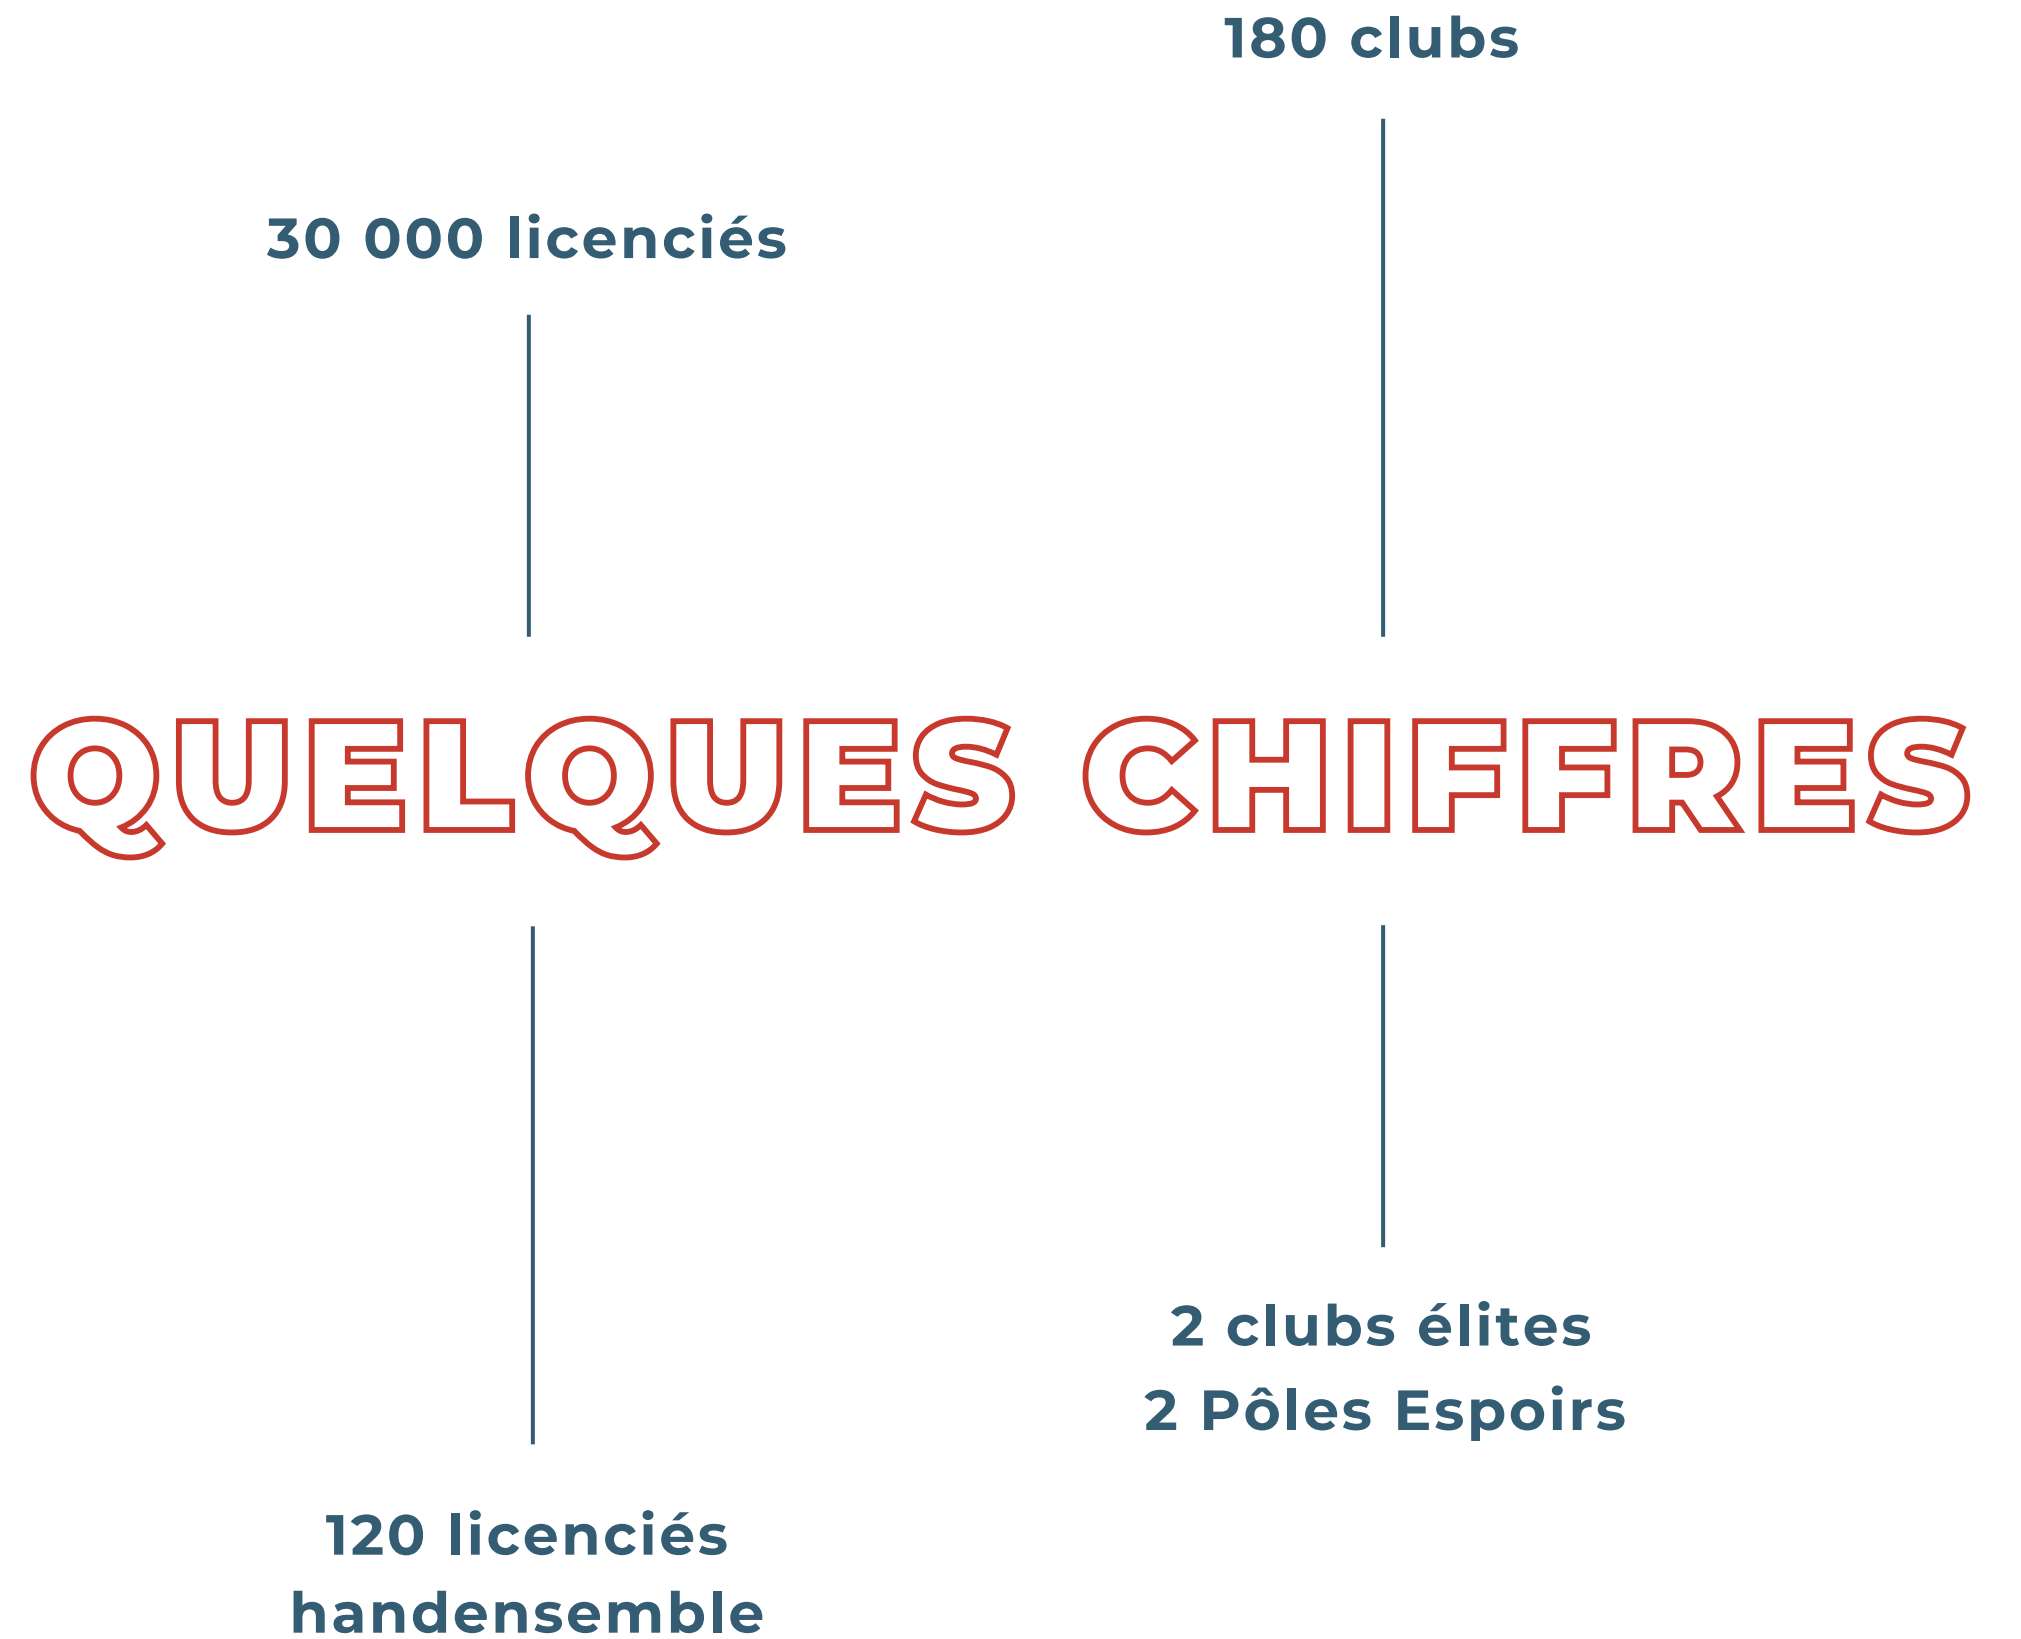 180 clubs
30 000 licenciés
QUELQUES CHIFFRES
2 clubs élites
2 Pôles Espoirs
120 licenciés
handensemble